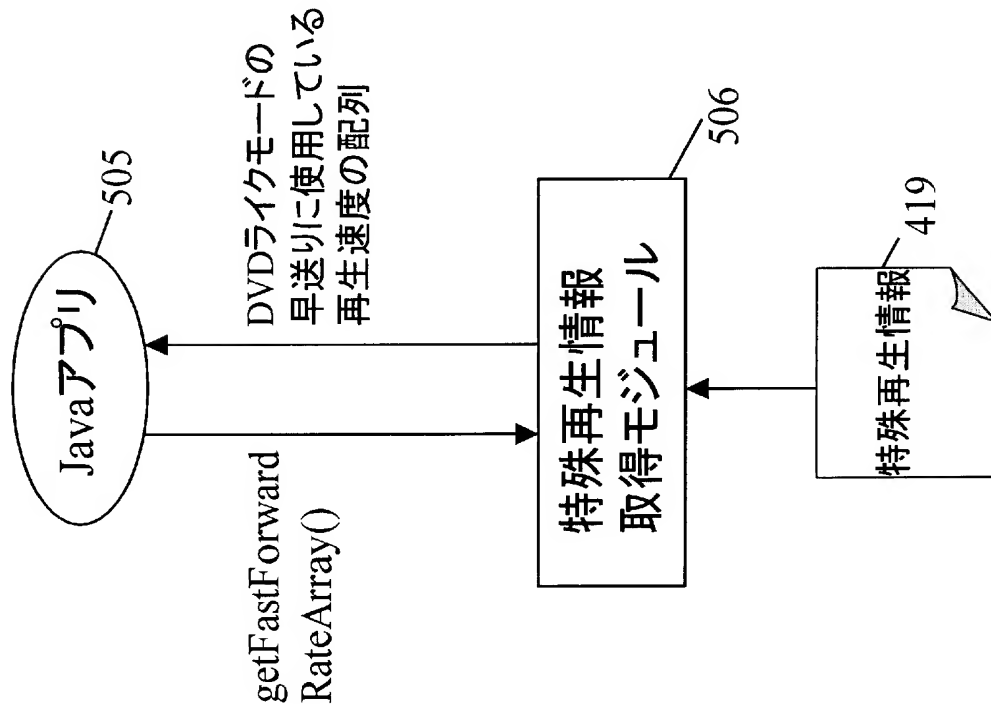 Javaアプリ
505
getFastForward
RateArray()
DVDライクモードの
早送りに使用している
再生速度の配列
特殊再生情報
取得モジュール
506
特殊再生情報
419